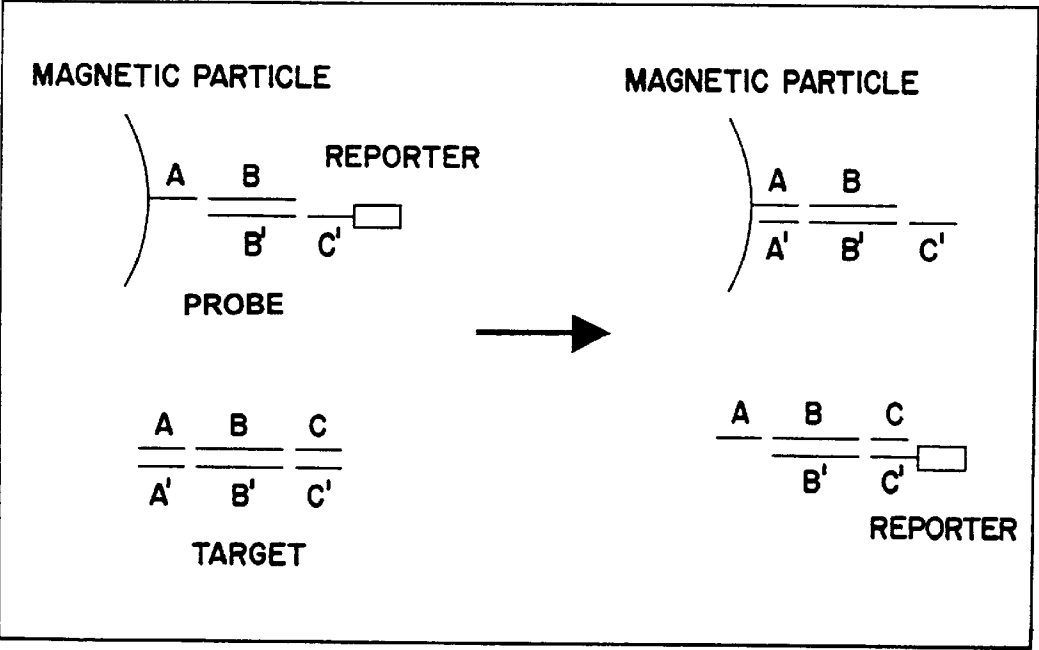 MAGNETIC PARTICLE
REPORTER
A B
B' C'
PROBE
A B C
A' B' C'
TARGET
MAGNETIC PARTICLE
A B
A' B' C'
A B C
B' C'
REPORTER